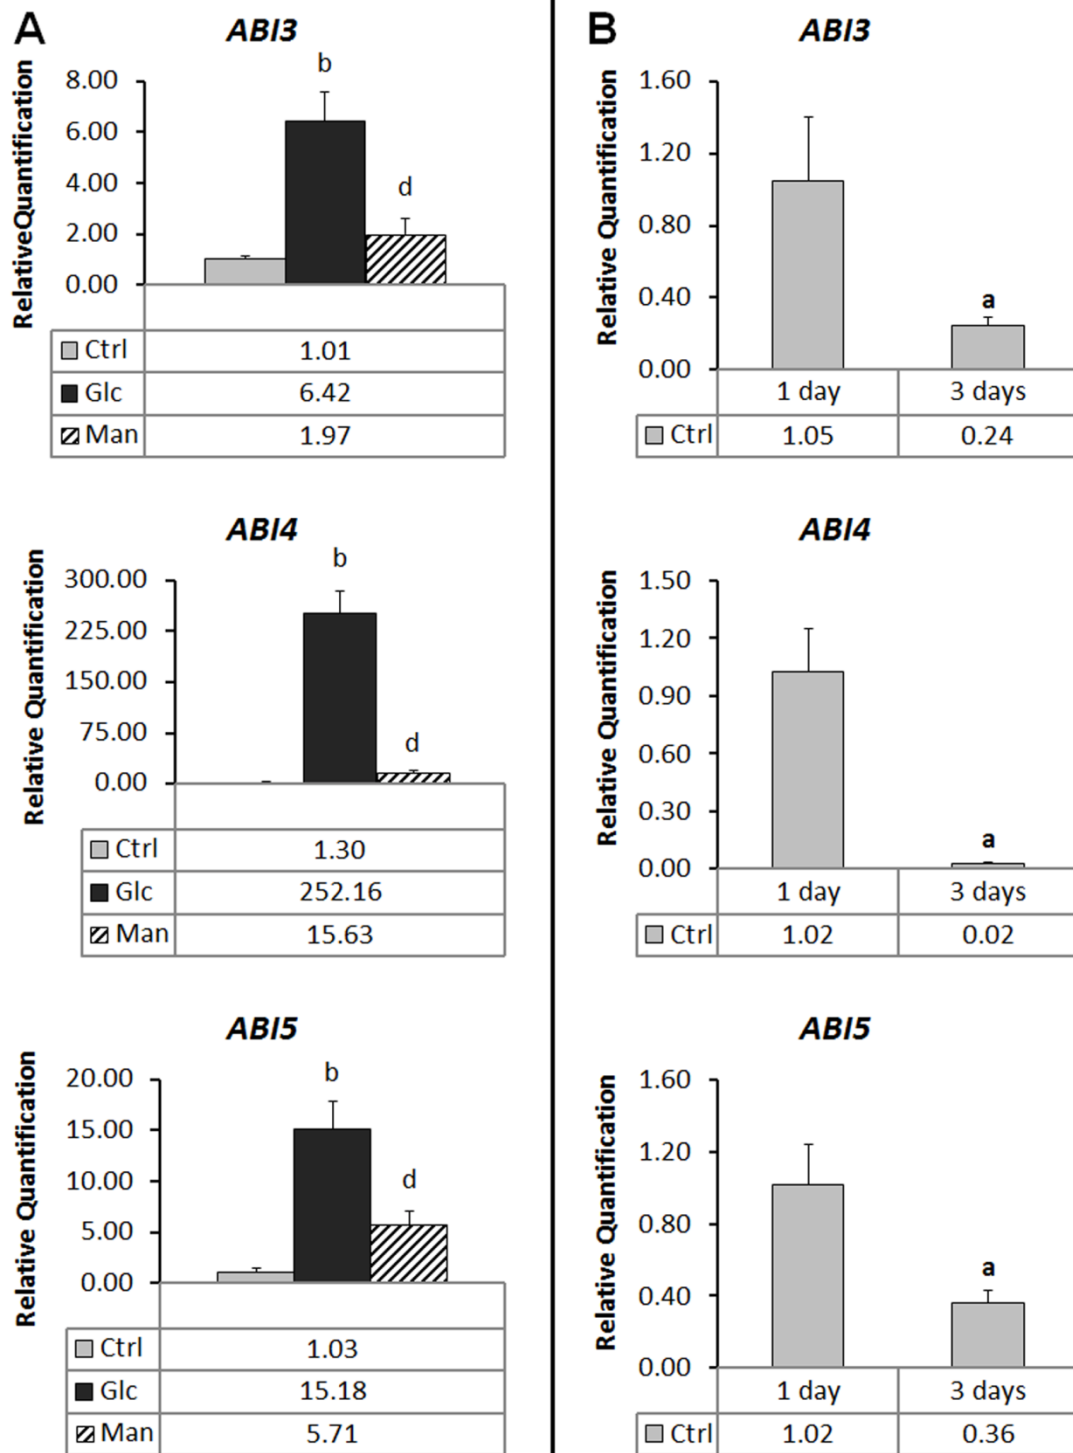 A
ABI3
b
d
RelativeQuantification
8.00
6.00
4.00
2.00
0.00
Ctrl 1.01
Glc 6.42
Man 1.97
ABI4
b
d
Relative Quantification
300.00
225.00
150.00
75.00
0.00
Ctrl 1.30
Glc 252.16
Man 15.63
ABI5
b
d
Relative Quantification
20.00
15.00
10.00
5.00
0.00
Ctrl 1.03
Glc 15.18
Man 5.71
B
ABI3
a
Relative Quantification
1.60
1.20
0.80
0.40
0.00
1 day 3 days
Ctrl 1.05 0.24
ABI4
a
Relative Quantification
1.50
1.20
0.90
0.60
0.30
0.00
1 day 3 days
Ctrl 1.02 0.02
ABI5
a
Relative Quantification
1.60
1.20
0.80
0.40
0.00
1 day 3 days
Ctrl 1.02 0.36